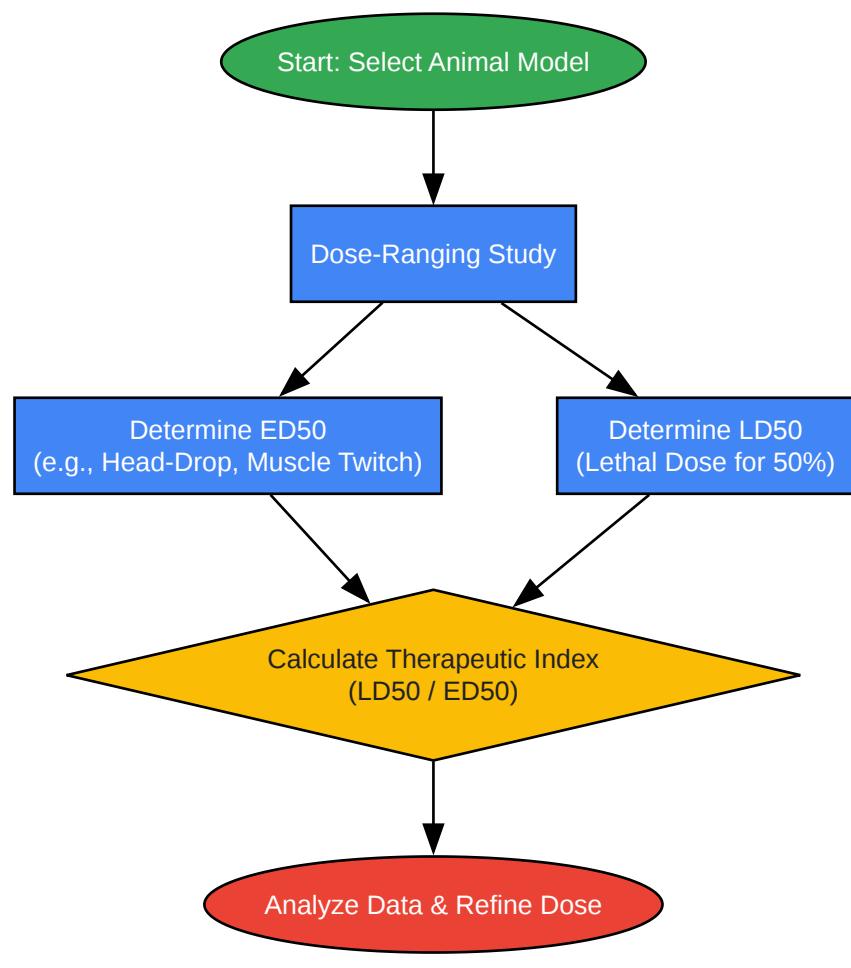 Start: Select Animal Model
Dose-Ranging Study
Determine ED50
(e.g., Head-Drop, Muscle Twitch)
Determine LD50
(Lethal Dose for 50%)
Calculate Therapeutic Index
(LD50 / ED50)
Analyze Data & Refine Dose